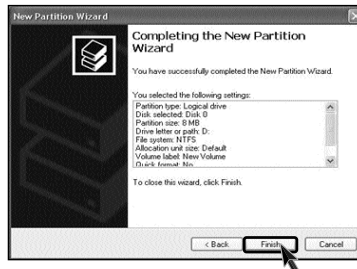 New Partition Wizard
Completing the New Partition
Wizard
You have successfully completed the New Partition Wizard.
You selected the following settings:
Partition type: Logical drive
Disk selected: Disk 0
Partition size: 8 MB
Drive letter or path: D:
File system: NTFS
Allocation unit size: Default
Volume label: New Volume
Quick format: No
To close this wizard, click Finish.
< Back
Finish
Cancel